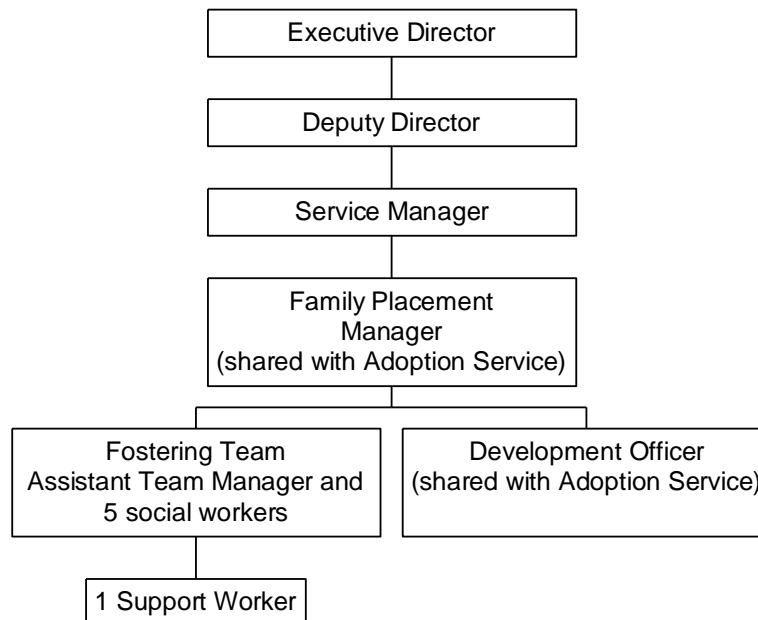 Executive Director
Deputy Director
Service Manager
Family Placement
Manager
(shared with Adoption Service)
Fostering Team
Assistant Team Manager and
5 social workers
Development Officer
(shared with Adoption Service)
1 Support Worker